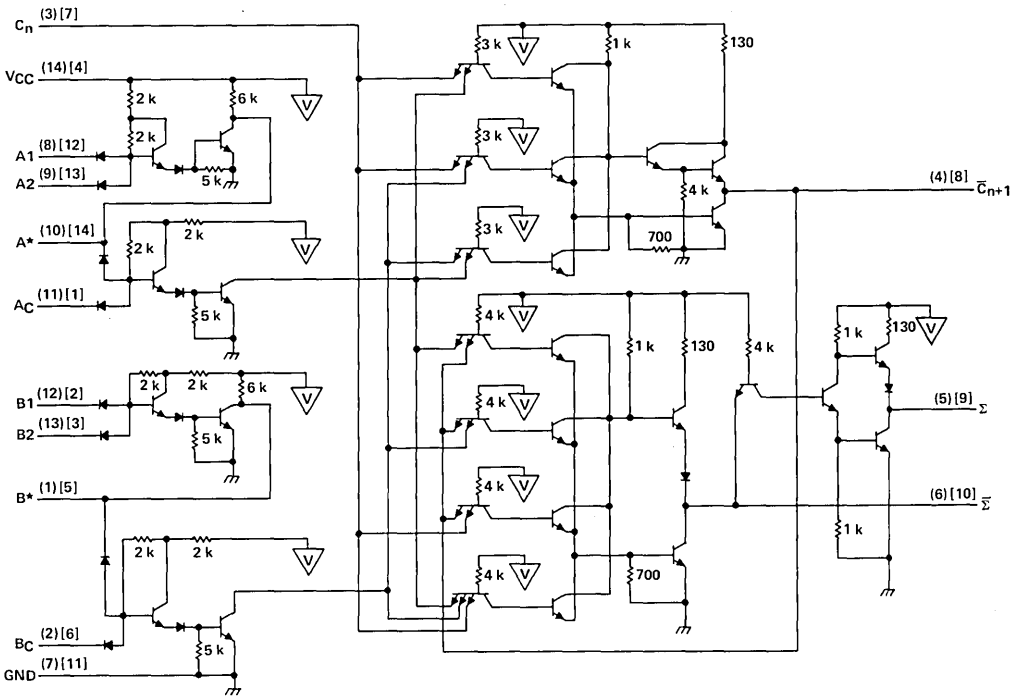 Cn (3)[7]
VCC (14)[4]
2 k
6 k
V
2 k
A1 (8)[12]
A2 (9)[13]
5 k
A* (10)[14]
2 k
2 k
V
AC (11)[1]
5 k
B1 (12)[2]
2 k
2 k
6 k
V
B2 (13)[3]
5 k
B* (1)[5]
2 k
2 k
V
BC (2)[6]
GND (7)[11]
5 k
3 k
V
1 k
130
3 k
V
4 k
(4)[8] C̅n+1
3 k
V
700
4 k
V
1 k
130
4 k
4 k
V
4 k
V
4 k
V
700
1 k
130
V
(5)[9] Σ
(6)[10] Σ̅
1 k